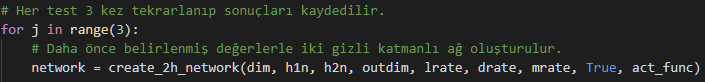 # Her test 3 kez tekrarlanıp sonuçları kaydedilir.
for j in range(3):
    # Daha önce belirlenmiş değerlerle iki gizli katmanlı ağ oluşturulur.
    network = create_2h_network(dim, h1n, h2n, outdim, lrate, drate, mrate, True, act_func)